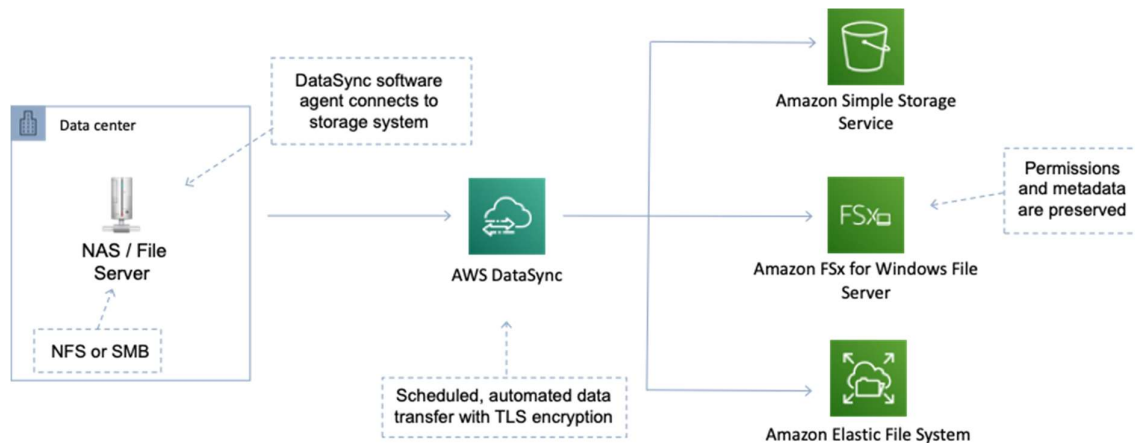 DataSync software
agent connects to
storage system
Data center
NAS / File
Server
NFS or SMB
AWS DataSync
Scheduled, automated data
transfer with TLS encryption
Amazon Simple Storage
Service
Permissions
and metadata
are preserved
FSx
Amazon FSx for Windows File
Server
Amazon Elastic File System